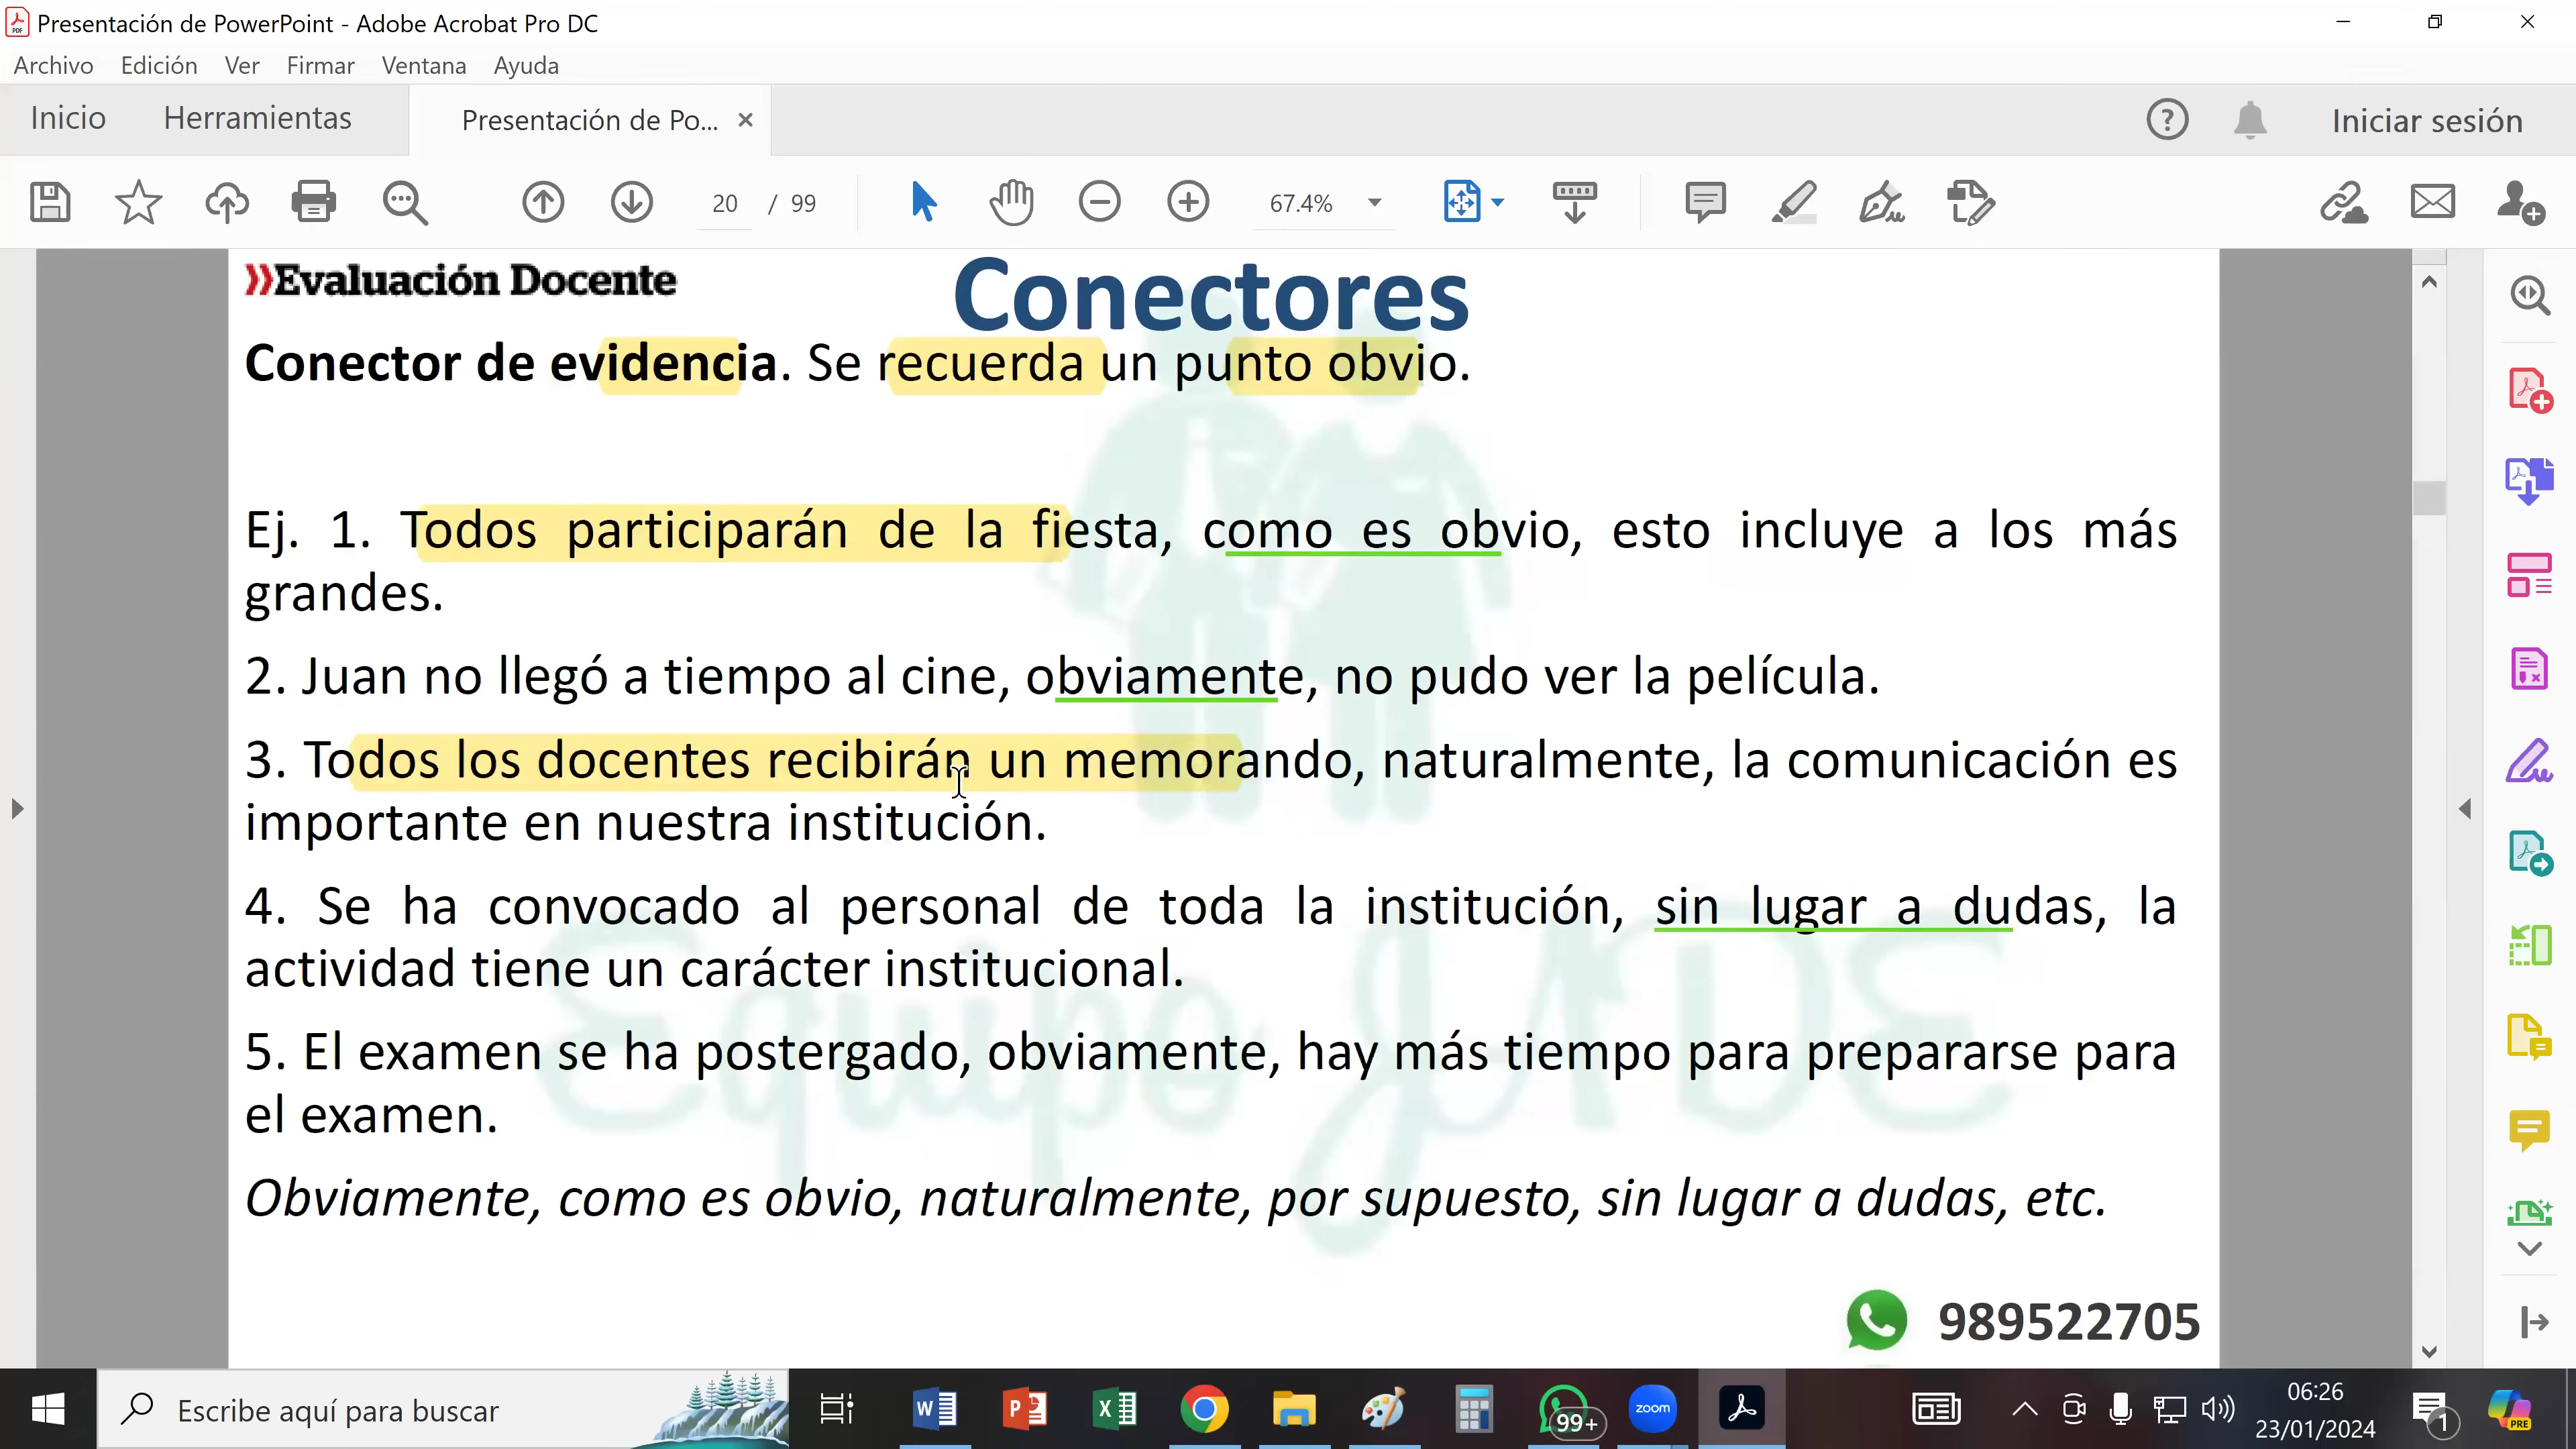 Presentación de PowerPoint - Adobe Acrobat Pro DC
Archivo Edición Ver Firmar Ventana Ayuda
Inicio Herramientas Presentación de Po... × Iniciar sesión
20 / 99 67.4%
Evaluación Docente
Conectores
Conector de evidencia. Se recuerda un punto obvio.
Ej. 1. Todos participarán de la fiesta, como es obvio, esto incluye a los más
grandes.
2. Juan no llegó a tiempo al cine, obviamente, no pudo ver la película.
3. Todos los docentes recibirán un memorando, naturalmente, la comunicación es
importante en nuestra institución.
4. Se ha convocado al personal de toda la institución, sin lugar a dudas, la
actividad tiene un carácter institucional.
5. El examen se ha postergado, obviamente, hay más tiempo para prepararse para
el examen.
Obviamente, como es obvio, naturalmente, por supuesto, sin lugar a dudas, etc.
Equipo JADE
989522705
Escribe aquí para buscar
99+
zoom
06:26
23/01/2024
1
PRE